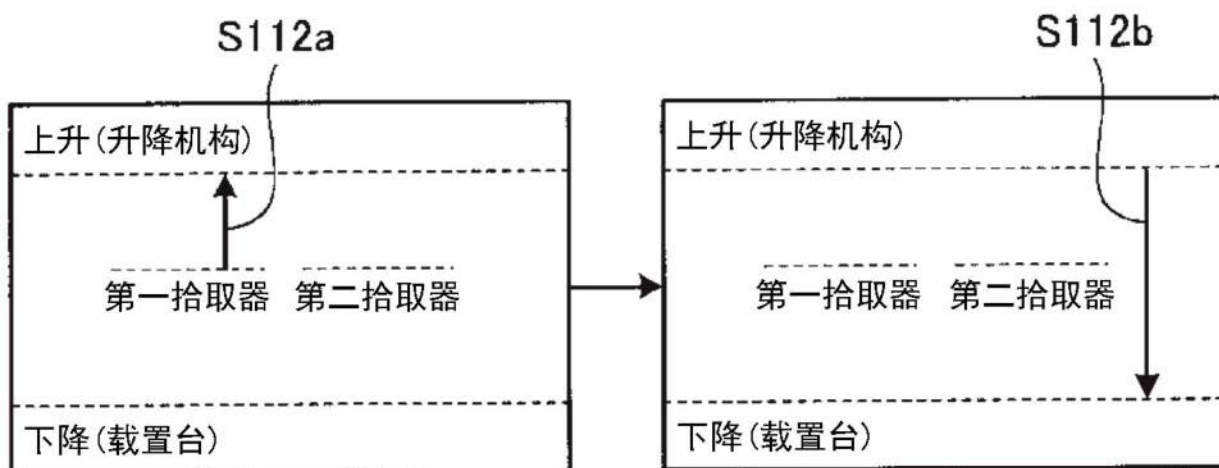 S112a
上升(升降机构)
第一拾取器 第二拾取器
下降(载置台)
S112b
上升(升降机构)
第一拾取器 第二拾取器
下降(载置台)